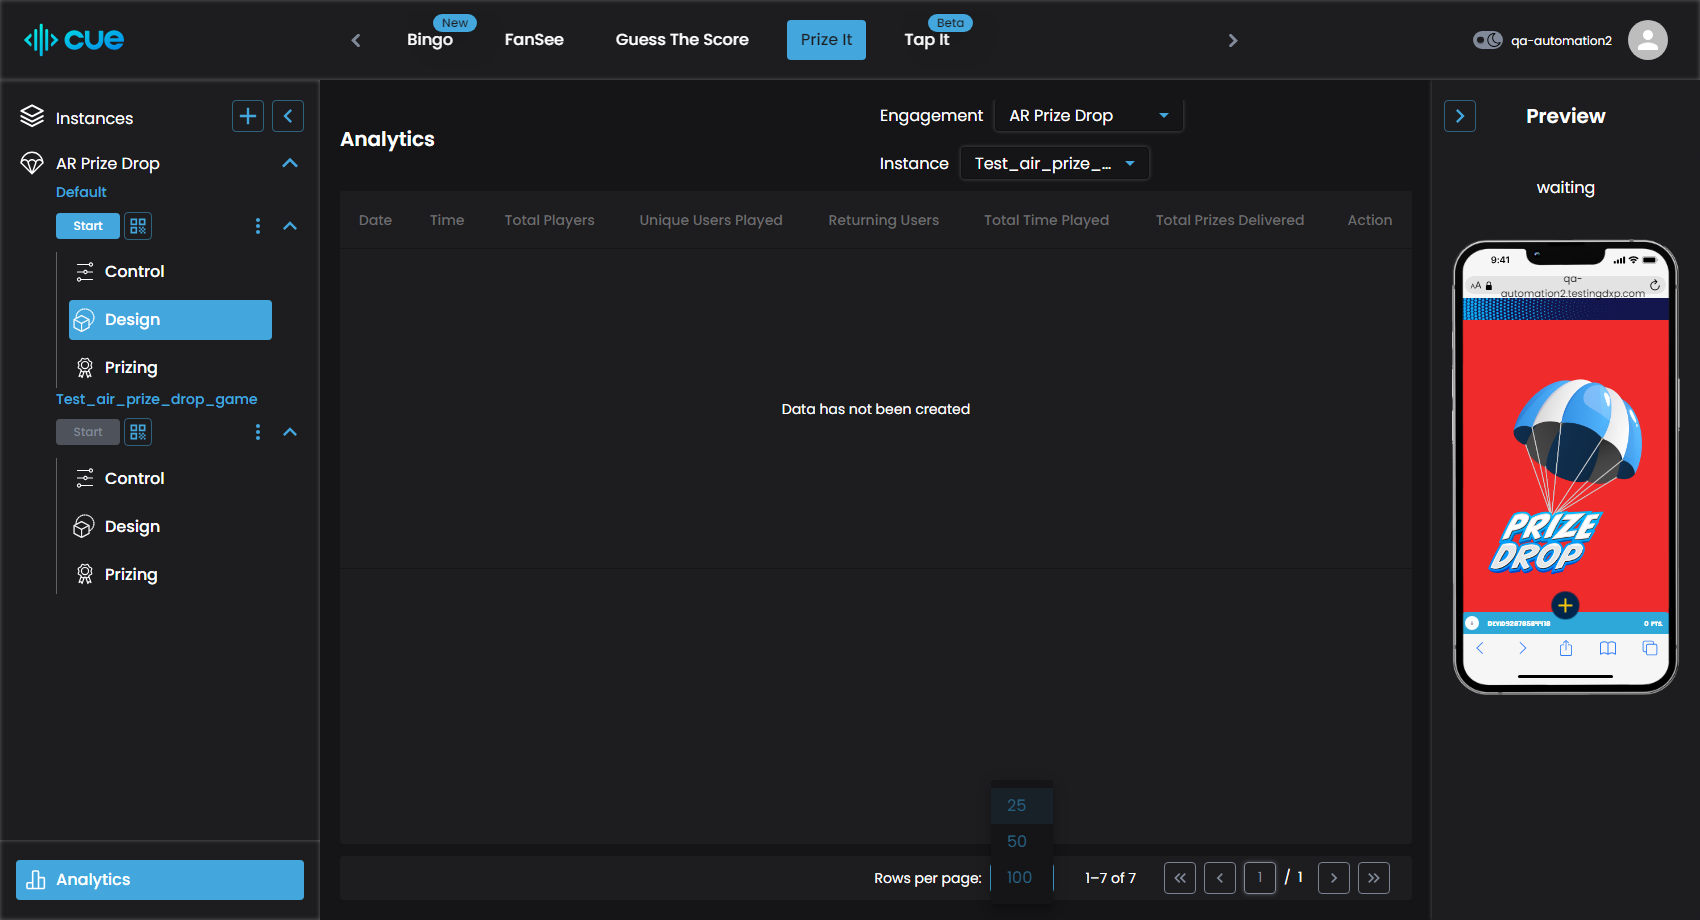 cue
New
Bingo
FanSee
Guess The Score
Prize It
Beta
Tap It
qa-automation2
Instances
AR Prize Drop
Default
Start
Control
Design
Prizing
Test_air_prize_drop_game
Start
Control
Design
Prizing
Analytics
Analytics
Engagement
AR Prize Drop
Instance
Test_air_prize_...
Date
Time
Total Players
Unique Users Played
Returning Users
Total Time Played
Total Prizes Delivered
Action
Data has not been created
25
50
100
Rows per page:
1–7 of 7
1
/ 1
Preview
waiting
9:41
AA
qa-
automation2.testingdxp.com
PRIZE
DROP
0 PTS.